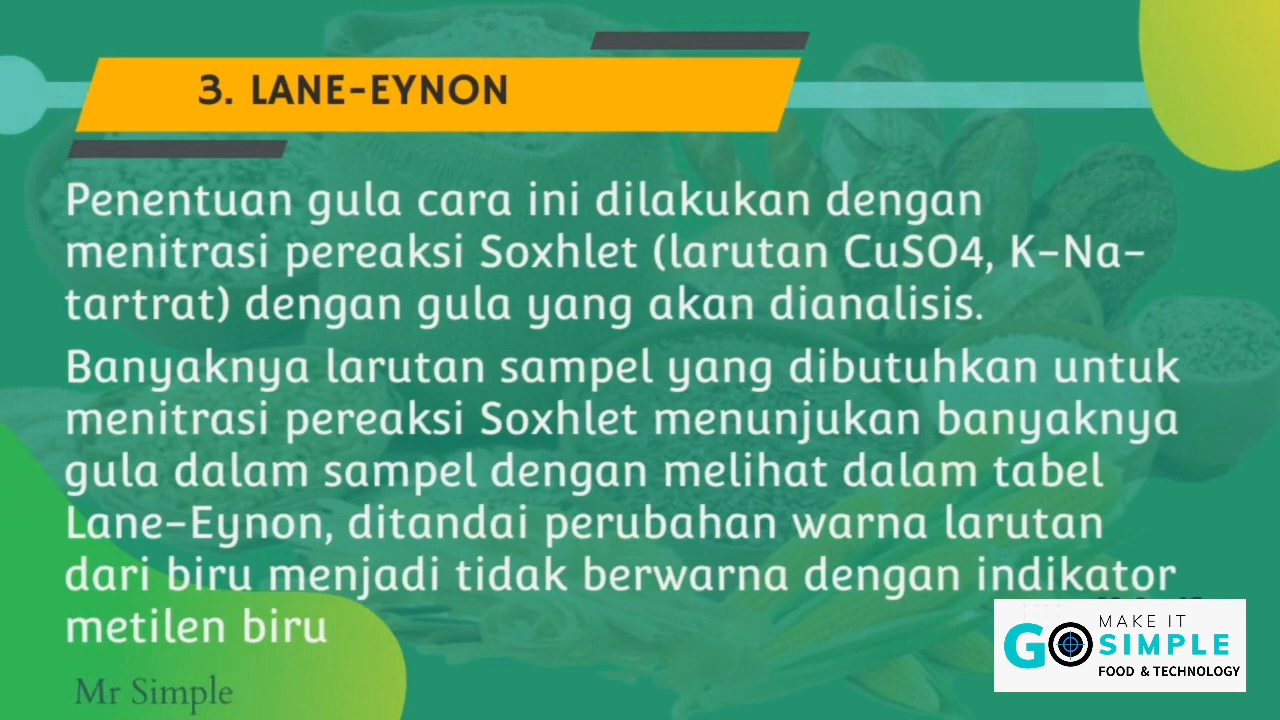 3. LANE-EYNON
Penentuan gula cara ini dilakukan dengan
menitrasi pereaksi Soxhlet (larutan CuSO4, K-Na-
tartrat) dengan gula yang akan dianalisis.
Banyaknya larutan sampel yang dibutuhkan untuk
menitrasi pereaksi Soxhlet menunjukan banyaknya
gula dalam sampel dengan melihat dalam tabel
Lane-Eynon, ditandai perubahan warna larutan
dari biru menjadi tidak berwarna dengan indikator
metilen biru
Mr Simple
MAKE IT
GO SIMPLE
FOOD & TECHNOLOGY